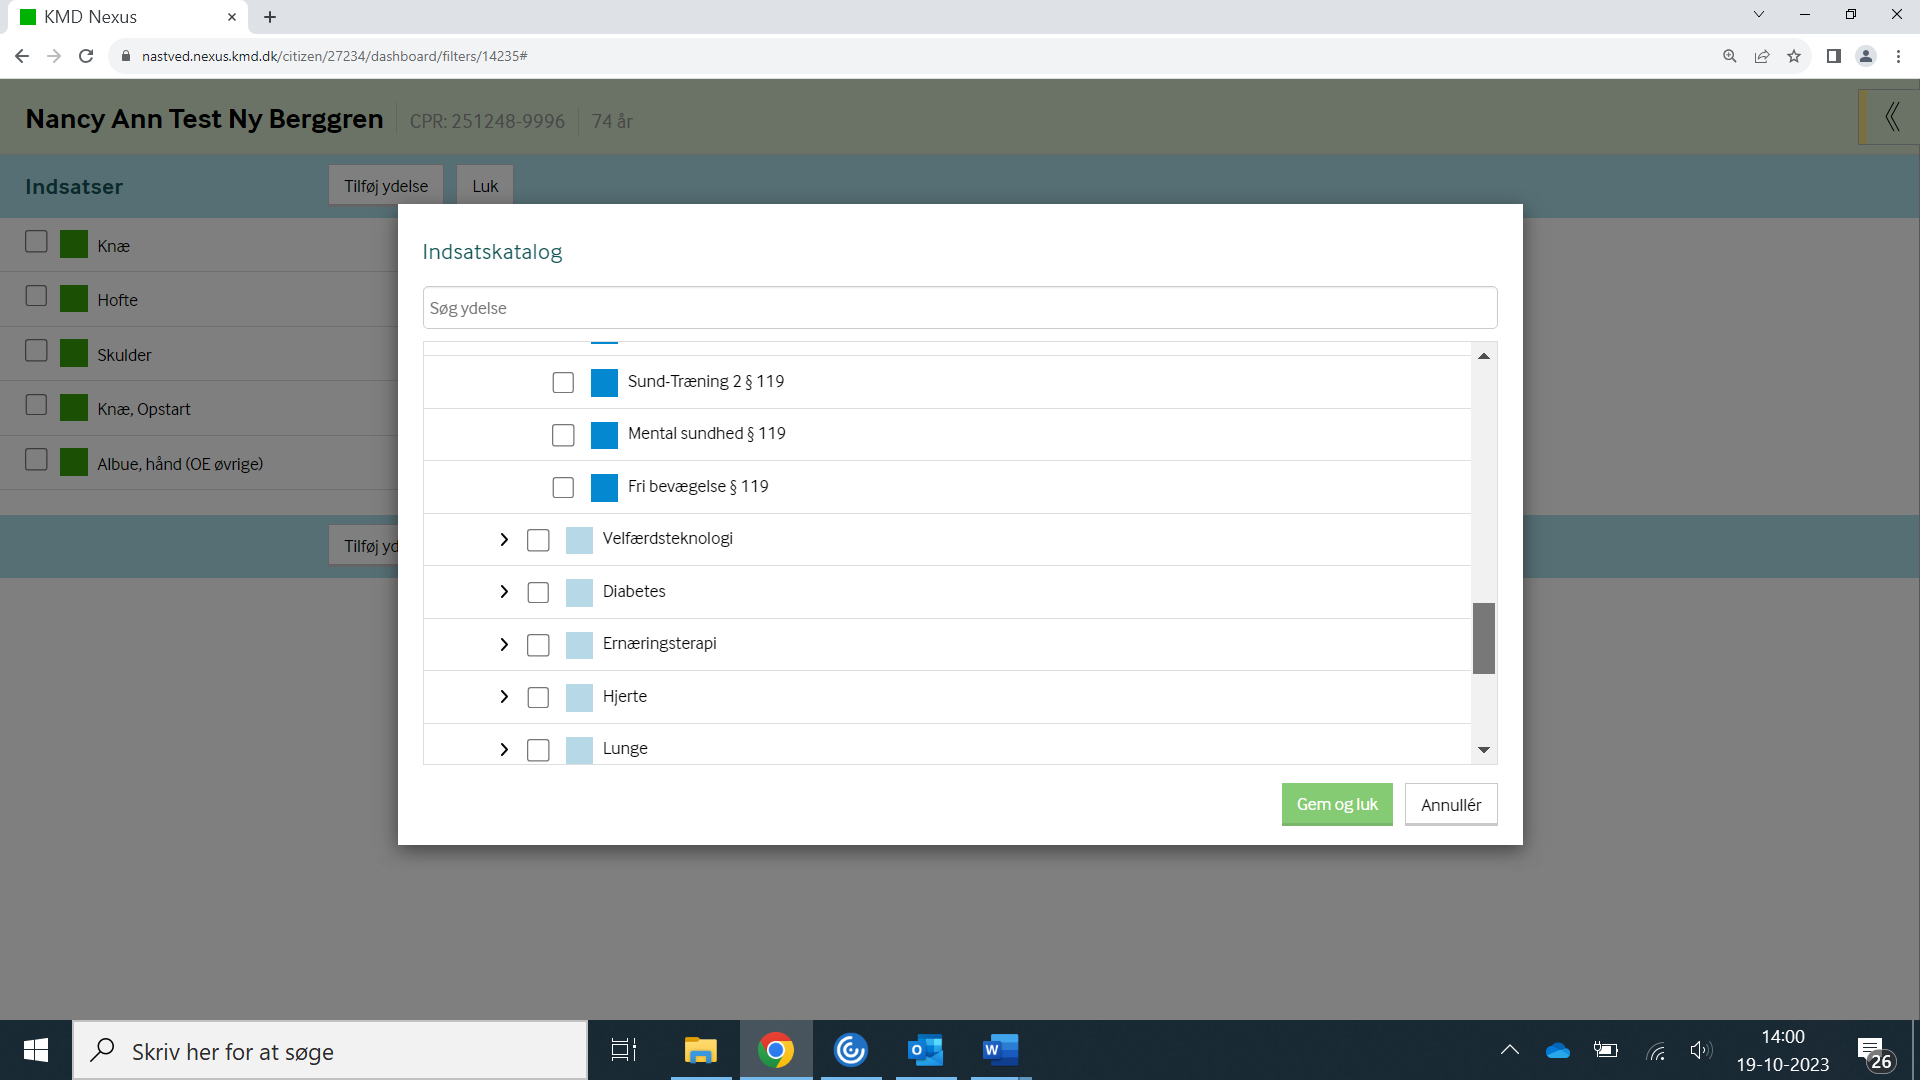 KMD Nexus
nastved.nexus.kmd.dk/citizen/27234/dashboard/filters/14235#
Nancy Ann Test Ny Berggren CPR: 251248-9996 74 år
Indsatser Tilføj ydelse Luk
Knæ
Hofte
Skulder
Knæ, Opstart
Albue, hånd (OE øvrige)
Tilføj yd
Indsatskatalog
Søg ydelse
Sund-Træning 2 § 119
Mental sundhed § 119
Fri bevægelse § 119
Velfærdsteknologi
Diabetes
Ernæringsterapi
Hjerte
Lunge
Gem og luk Annullér
Skriv her for at søge
14:00
19-10-2023
26